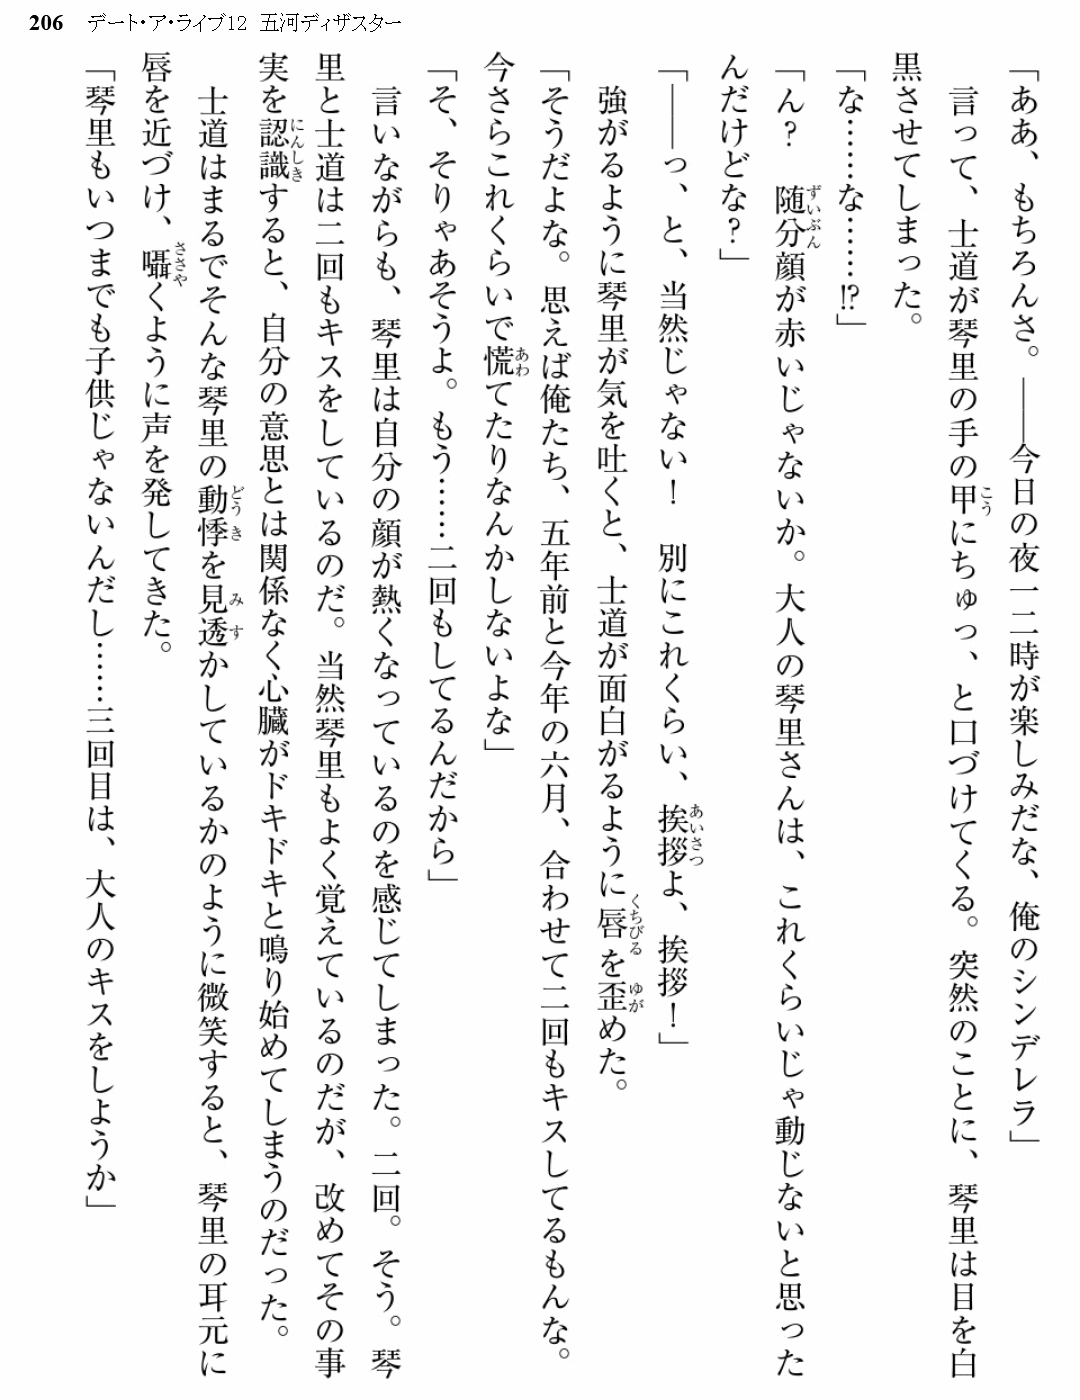 206 デート・ア・ライブ12 五河ディザスター
「ああ、もちろんさ。――今日の夜一二時が楽しみだな、俺のシンデレラ」
　言って、士道が琴里の手の甲にちゅっ、と口づけてくる。突然のことに、琴里は目を白
黒させてしまった。
「な……な……⁉」
「ん？　随分顔が赤いじゃないか。大人の琴里さんは、これくらいじゃ動じないと思った
んだけどな？」
「――っ、と、当然じゃない！　別にこれくらい、挨拶よ、挨拶！」
　強がるように琴里が気を吐くと、士道が面白がるように唇を歪めた。
「そうだよな。思えば俺たち、五年前と今年の六月、合わせて二回もキスしてるもんな。
今さらこれくらいで慌てたりなんかしないよな」
「そ、そりゃあそうよ。もう……二回もしてるんだから」
　言いながらも、琴里は自分の顔が熱くなっているのを感じてしまった。二回。そう。琴
里と士道は二回もキスをしているのだ。当然琴里もよく覚えているのだが、改めてその事
実を認識すると、自分の意思とは関係なく心臓がドキドキと鳴り始めてしまうのだった。
　士道はまるでそんな琴里の動悸を見透かしているかのように微笑すると、琴里の耳元に
唇を近づけ、囁くように声を発してきた。
「琴里もいつまでも子供じゃないんだし……三回目は、大人のキスをしようか」